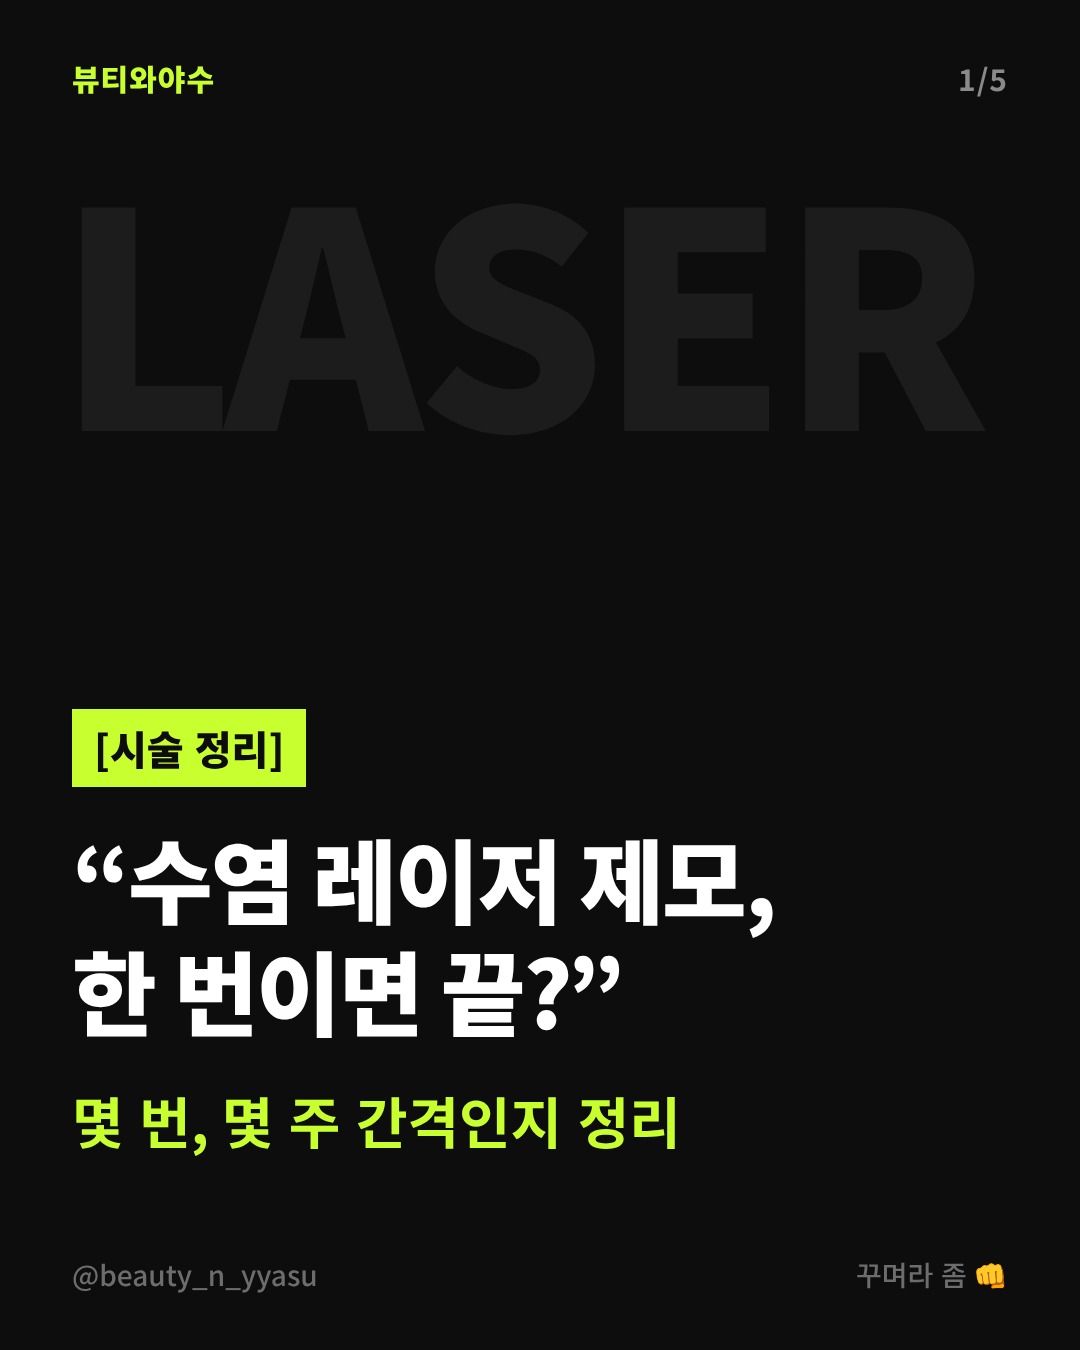 뷰티와야수
1/5
LASER
[시술 정리]
“수염 레이저 제모,
한 번이면 끝?”
몇 번, 몇 주 간격인지 정리
@beauty_n_yyasu
꾸며라 좀 👊